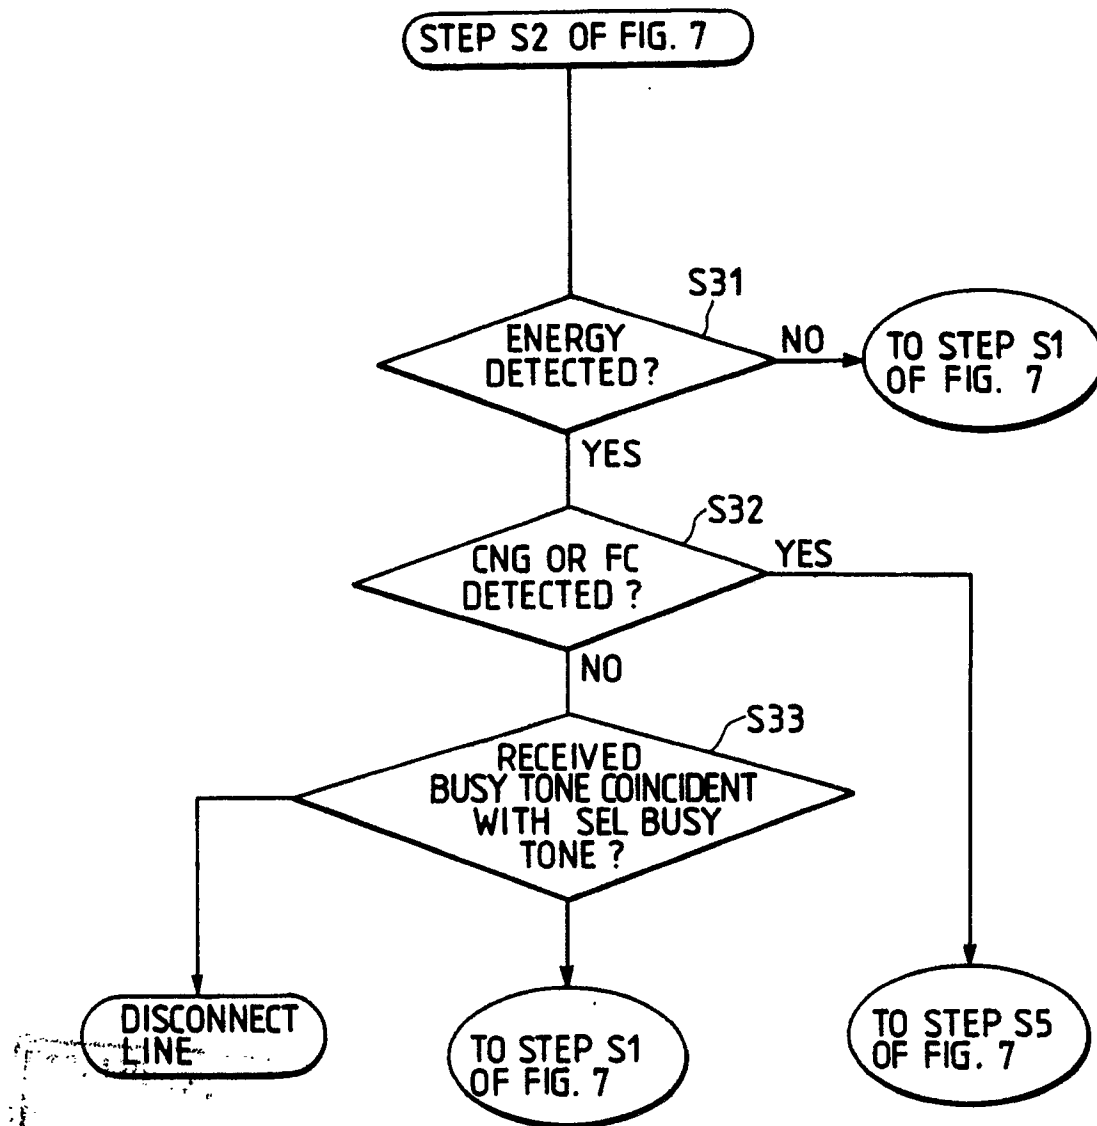 STEP S2 OF FIG. 7
S31
ENERGY
DETECTED?
NO
TO STEP S1
OF FIG. 7
YES
S32
CNG OR FC
DETECTED ?
YES
NO
S33
RECEIVED
BUSY TONE COINCIDENT
WITH SEL BUSY
TONE ?
DISCONNECT
LINE
TO STEP S1
OF FIG. 7
TO STEP S5
OF FIG. 7